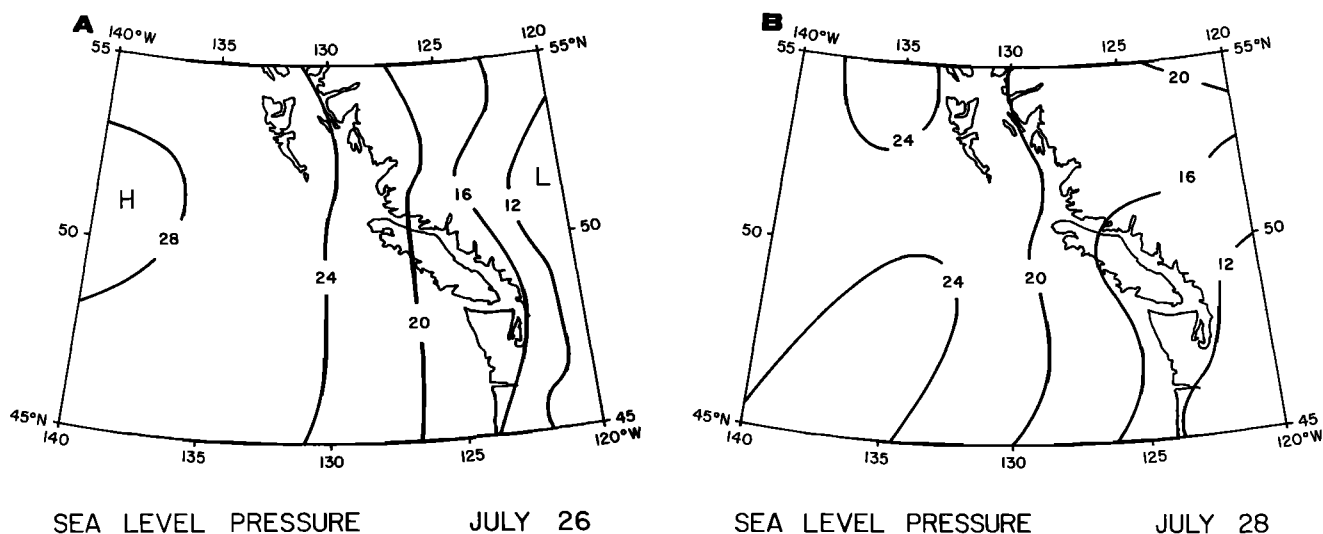 A
140°W 135 130 125 120
55 55°N
H
L
16 12
50 50
28
24
20
45°N 45
140 135 130 125 120°W
SEA LEVEL PRESSURE JULY 26
B
140°W 135 130 125 120
55 55°N
20
24
16
50 50
12
24 20
45°N 45
140 135 130 125 120°W
SEA LEVEL PRESSURE JULY 28